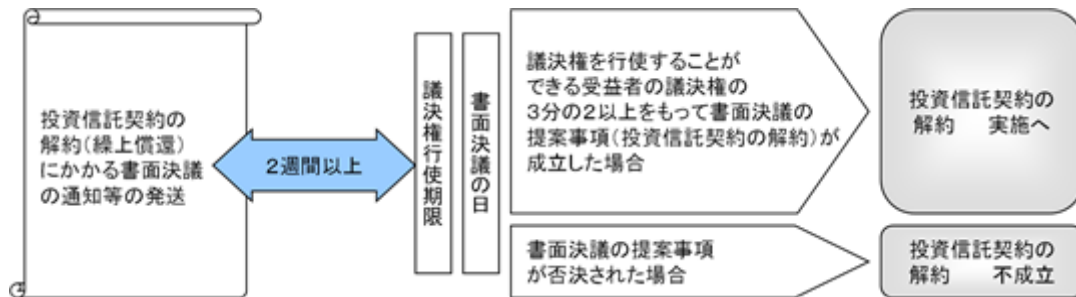 投資信託契約の
解約(繰上償還)
にかかる書面決議
の通知等の発送
２週間以上
議決権行使期限
書面決議の日
議決権を行使することが
できる受益者の議決権の
３分の２以上をもって書面決議の
提案事項(投資信託契約の解約)が
成立した場合
投資信託契約の
解約　実施へ
書面決議の提案事項
が否決された場合
投資信託契約の
解約　不成立